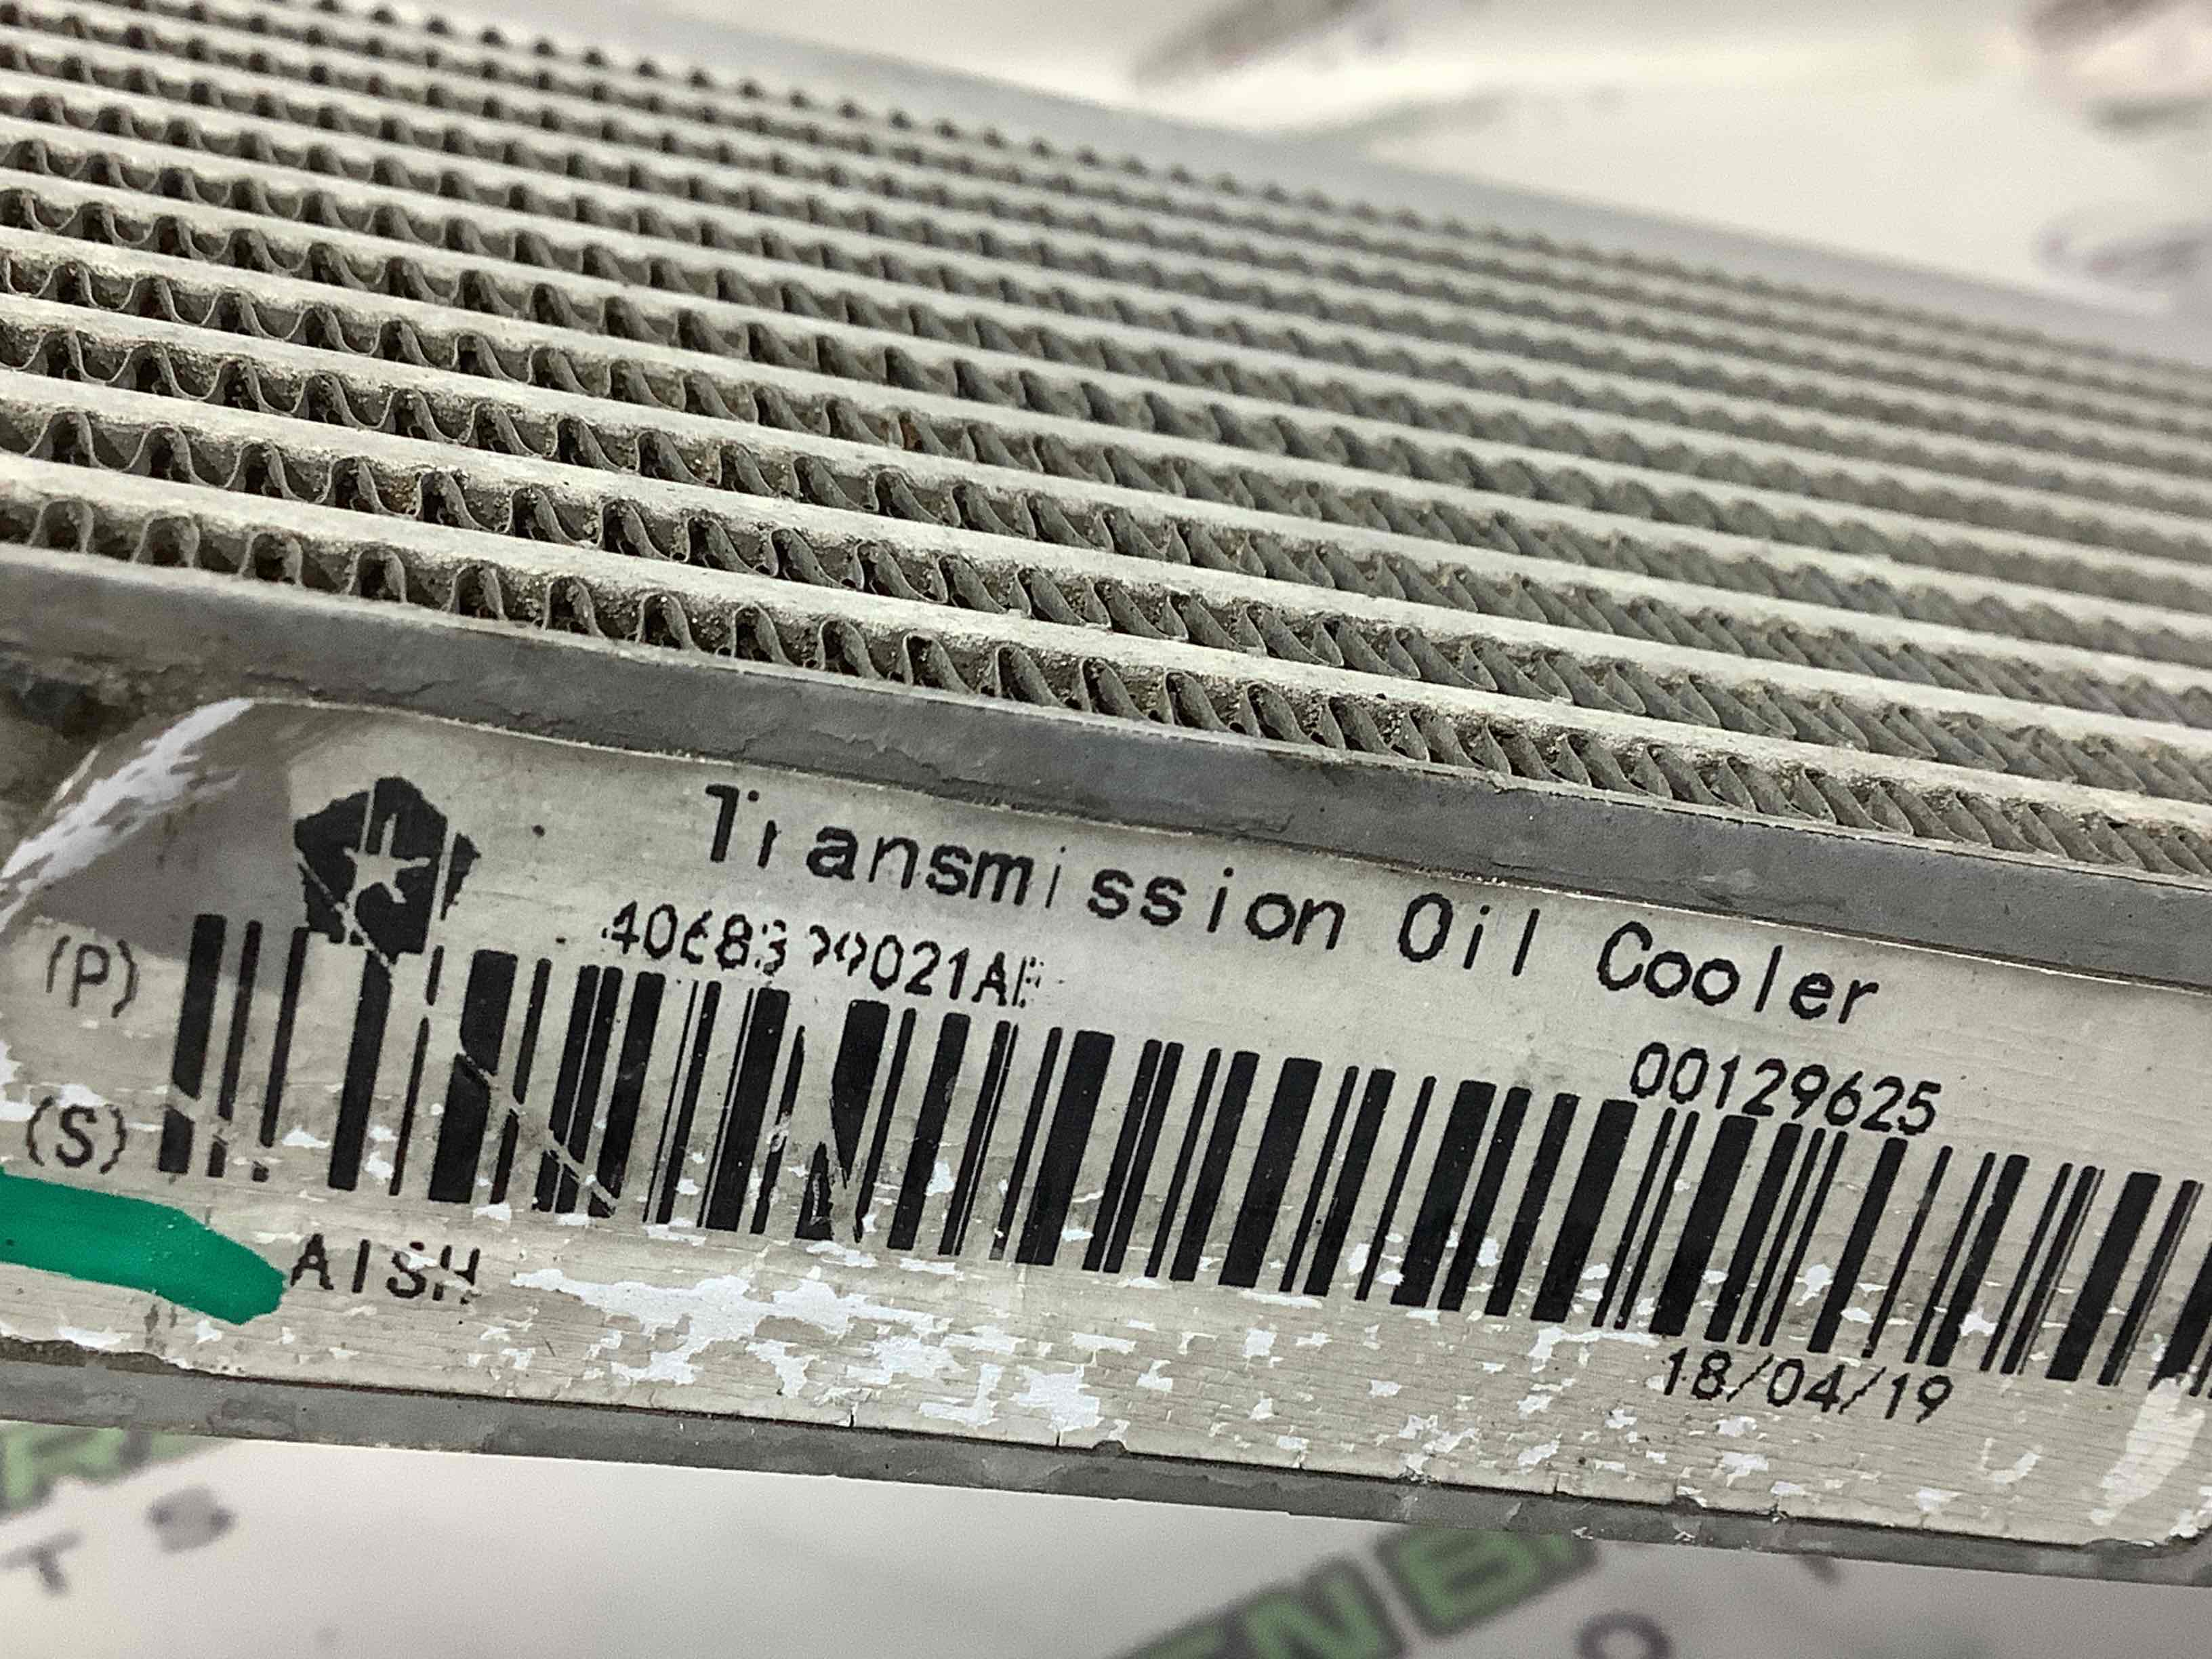 Transmission Oil Cooler
00129625
(P)
(S)
AISH
18/04/19